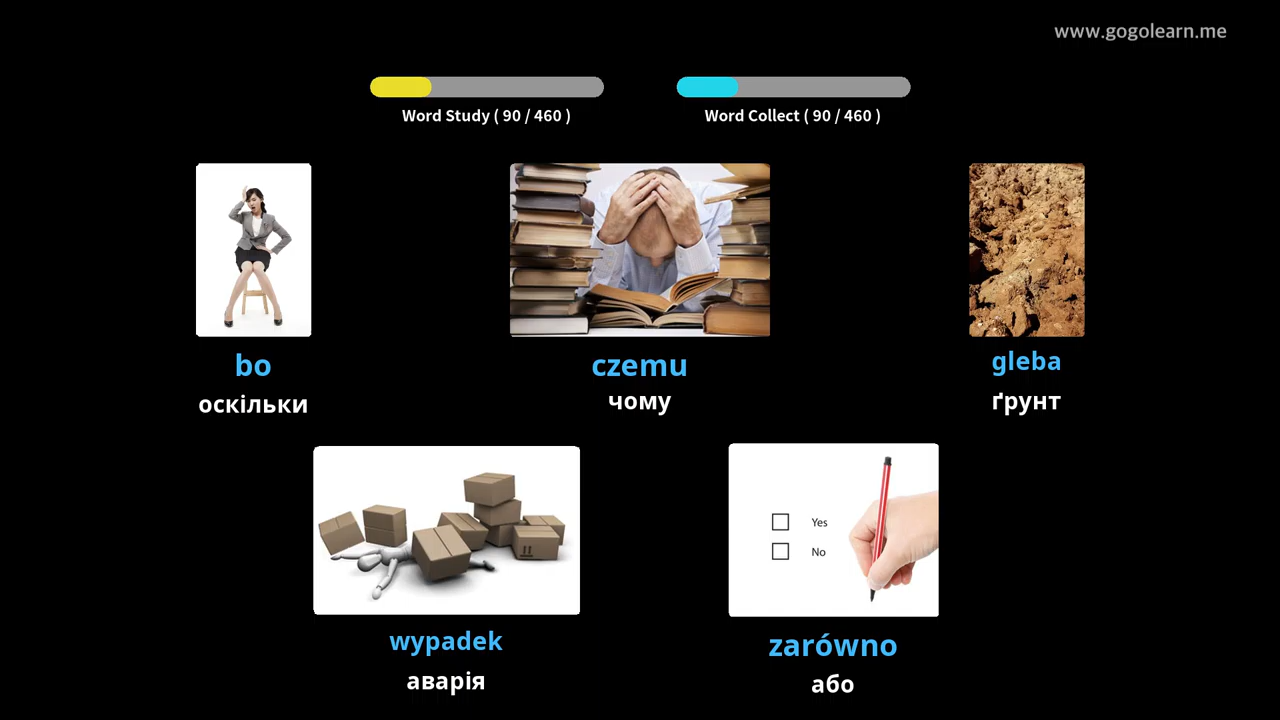 www.gogolearn.me
Word Study ( 90 / 460 )
Word Collect ( 90 / 460 )
bo
оскільки
czemu
чому
gleba
ґрунт
Yes
No
wypadek
аварія
zarówno
або